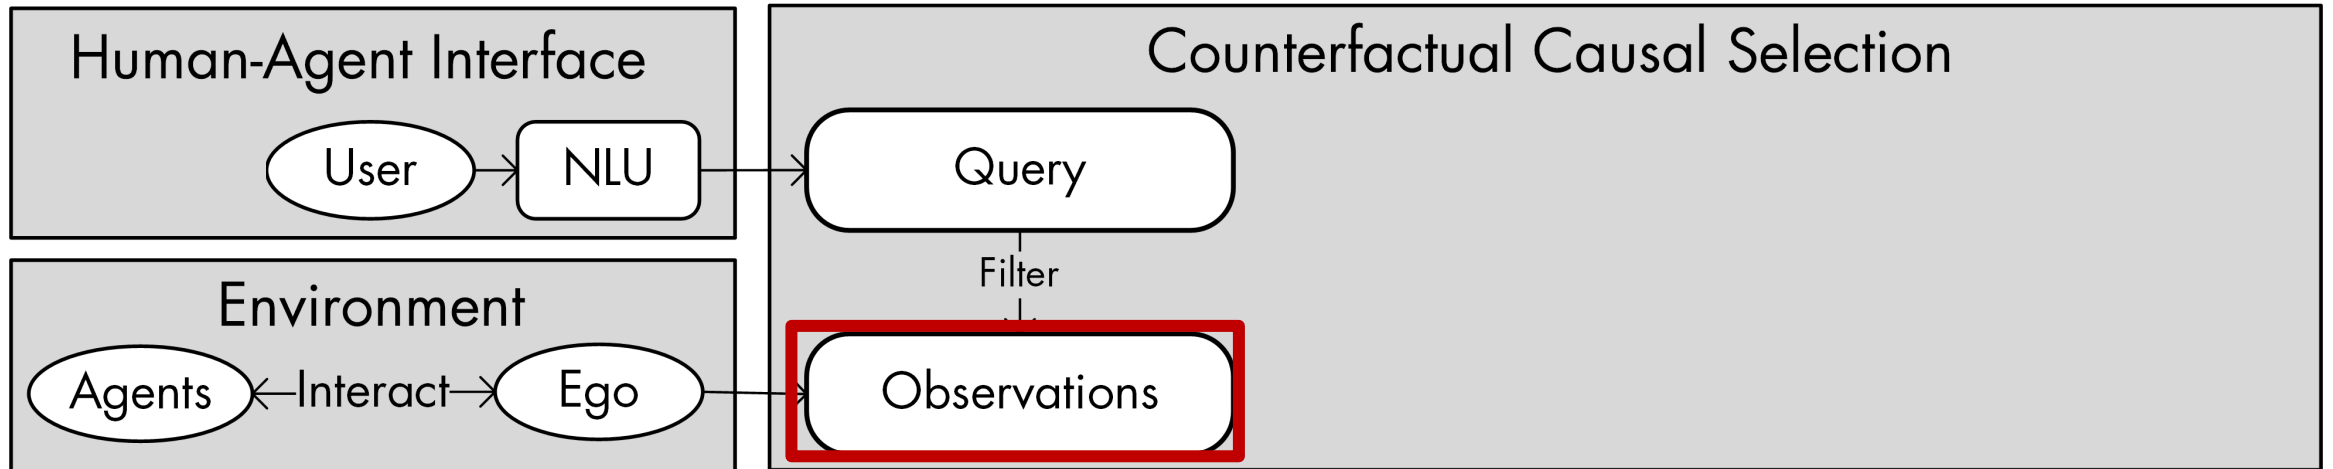 Human-Agent Interface
User
NLU
Environment
Agents
Interact
Ego
Counterfactual Causal Selection
Query
Filter
Observations